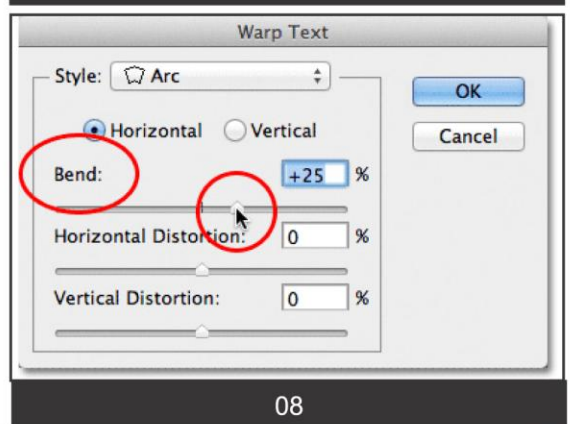 Warp Text
Style: Arc
Horizontal Vertical
Bend: +25 %
Horizontal Distortion: 0 %
Vertical Distortion: 0 %
OK
Cancel
08